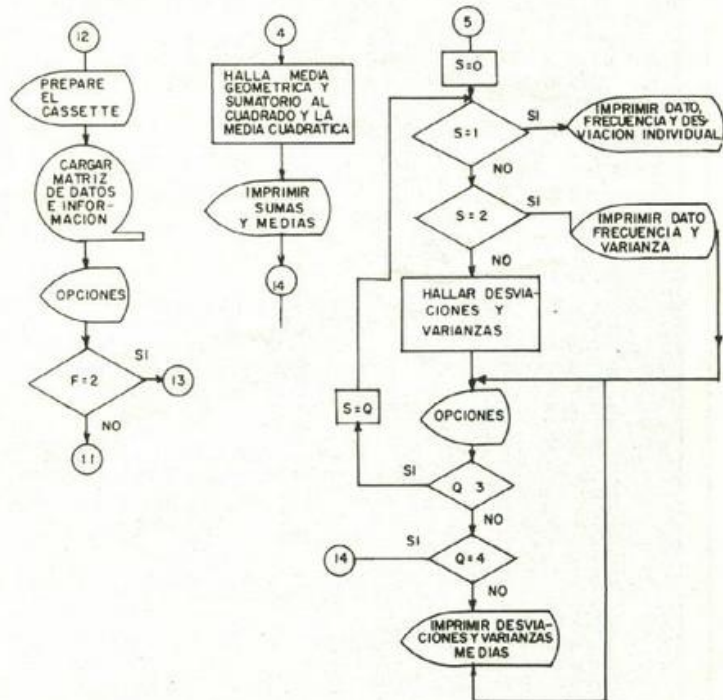 12
PREPARE
EL
CASSETTE
CARGAR
MATRIZ
DE DATOS
E INFOR-
MACION
OPCIONES
F=2
SI
13
NO
11
4
HALLA MEDIA
GEOMETRICA Y
SUMATORIO AL
CUADRADO Y LA
MEDIA CUADRATICA
IMPRIMIR
SUMAS
Y MEDIAS
14
5
S=0
S=1
SI
IMPRIMIR DATO,
FRECUENCIA Y DES-
VIACION INDIVIDUAL
NO
S=2
SI
IMPRIMIR DATO
FRECUENCIA Y
VARIANZA
NO
HALLAR DESVIA-
CIONES Y
VARIANZAS
S=Q
OPCIONES
SI
Q 3
NO
14
SI
Q=4
NO
IMPRIMIR DESVIA-
CIONES Y VARIANZAS
MEDIAS